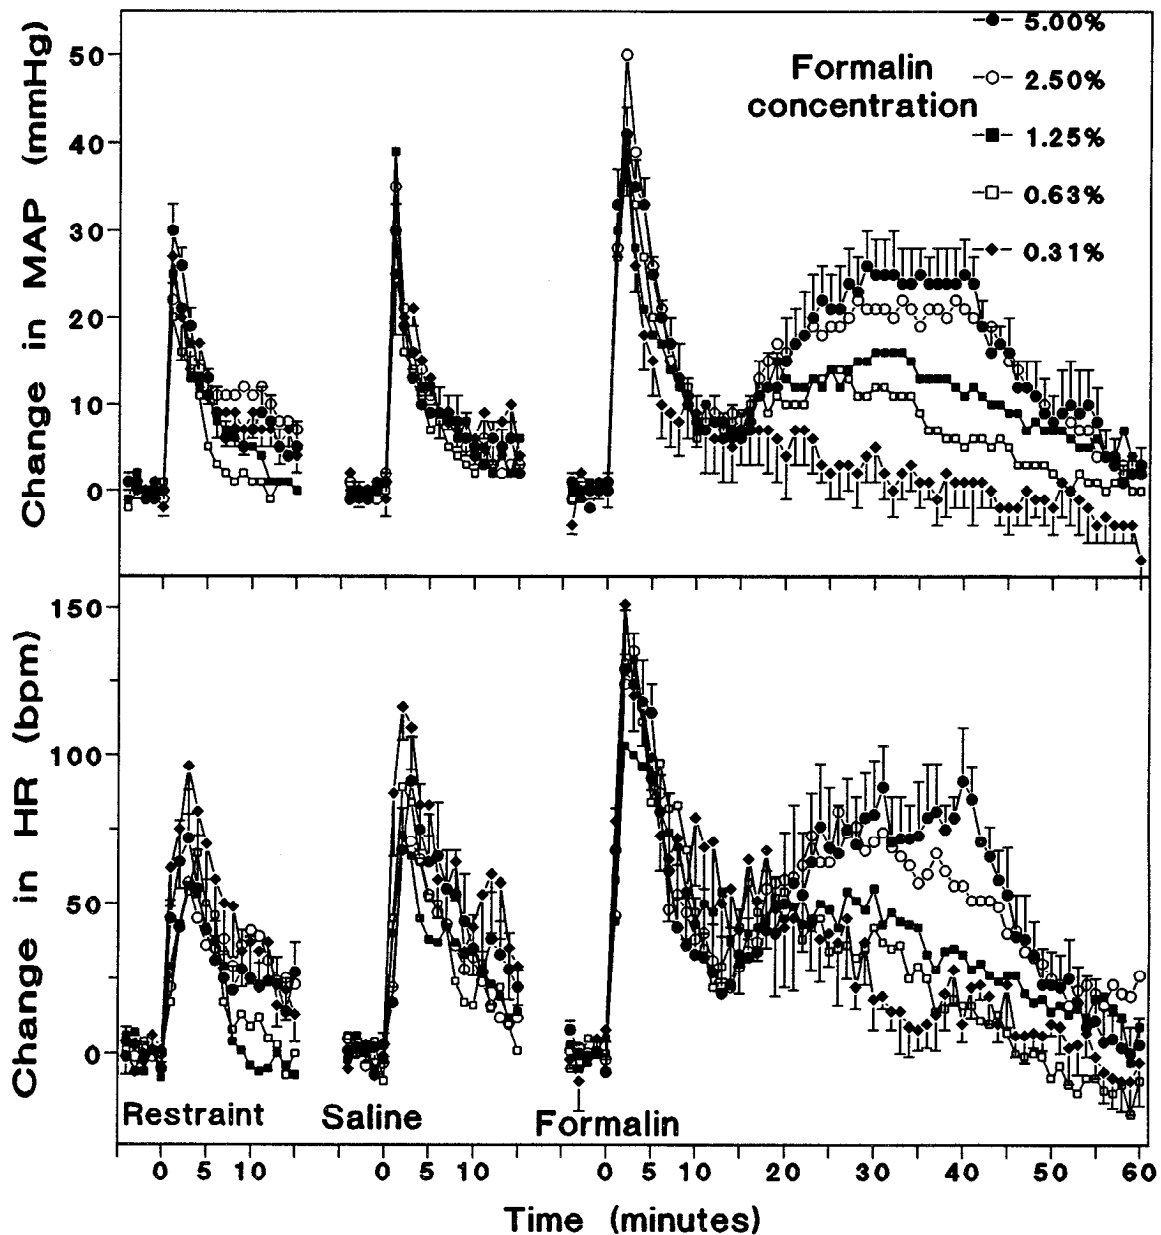 Change in MAP (mmHg)
50
40
30
20
10
0
Formalin
concentration
5.00%
2.50%
1.25%
0.63%
0.31%
Change in HR (bpm)
150
100
50
0
Restraint
Saline
Formalin
0 5 10 0 5 10 0 5 10 20 30 40 50 60
Time (minutes)